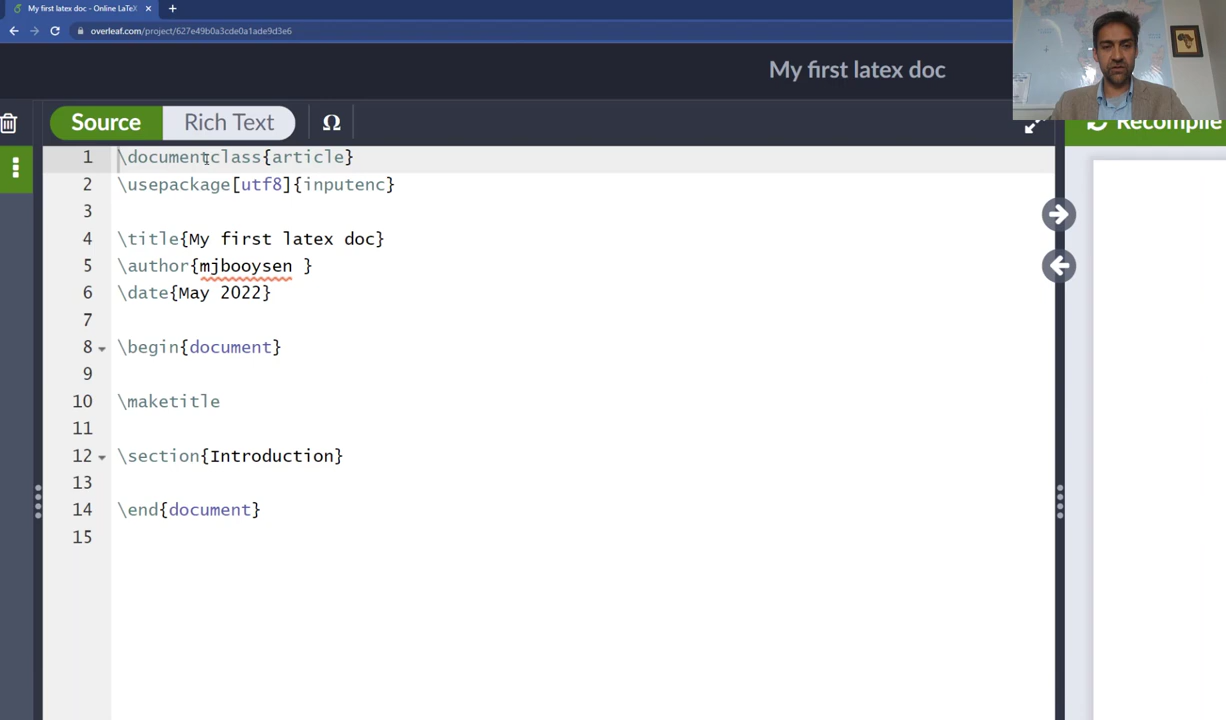 My first latex doc - Online LaTeX
overleaf.com/project/627e49b0a3cde0a1ade9d3e6
My first latex doc
Source
Rich Text
Ω
Recompile
1 \documentclass{article}
2 \usepackage[utf8]{inputenc}
3
4 \title{My first latex doc}
5 \author{mjbooysen }
6 \date{May 2022}
7
8 \begin{document}
9
10 \maketitle
11
12 \section{Introduction}
13
14 \end{document}
15